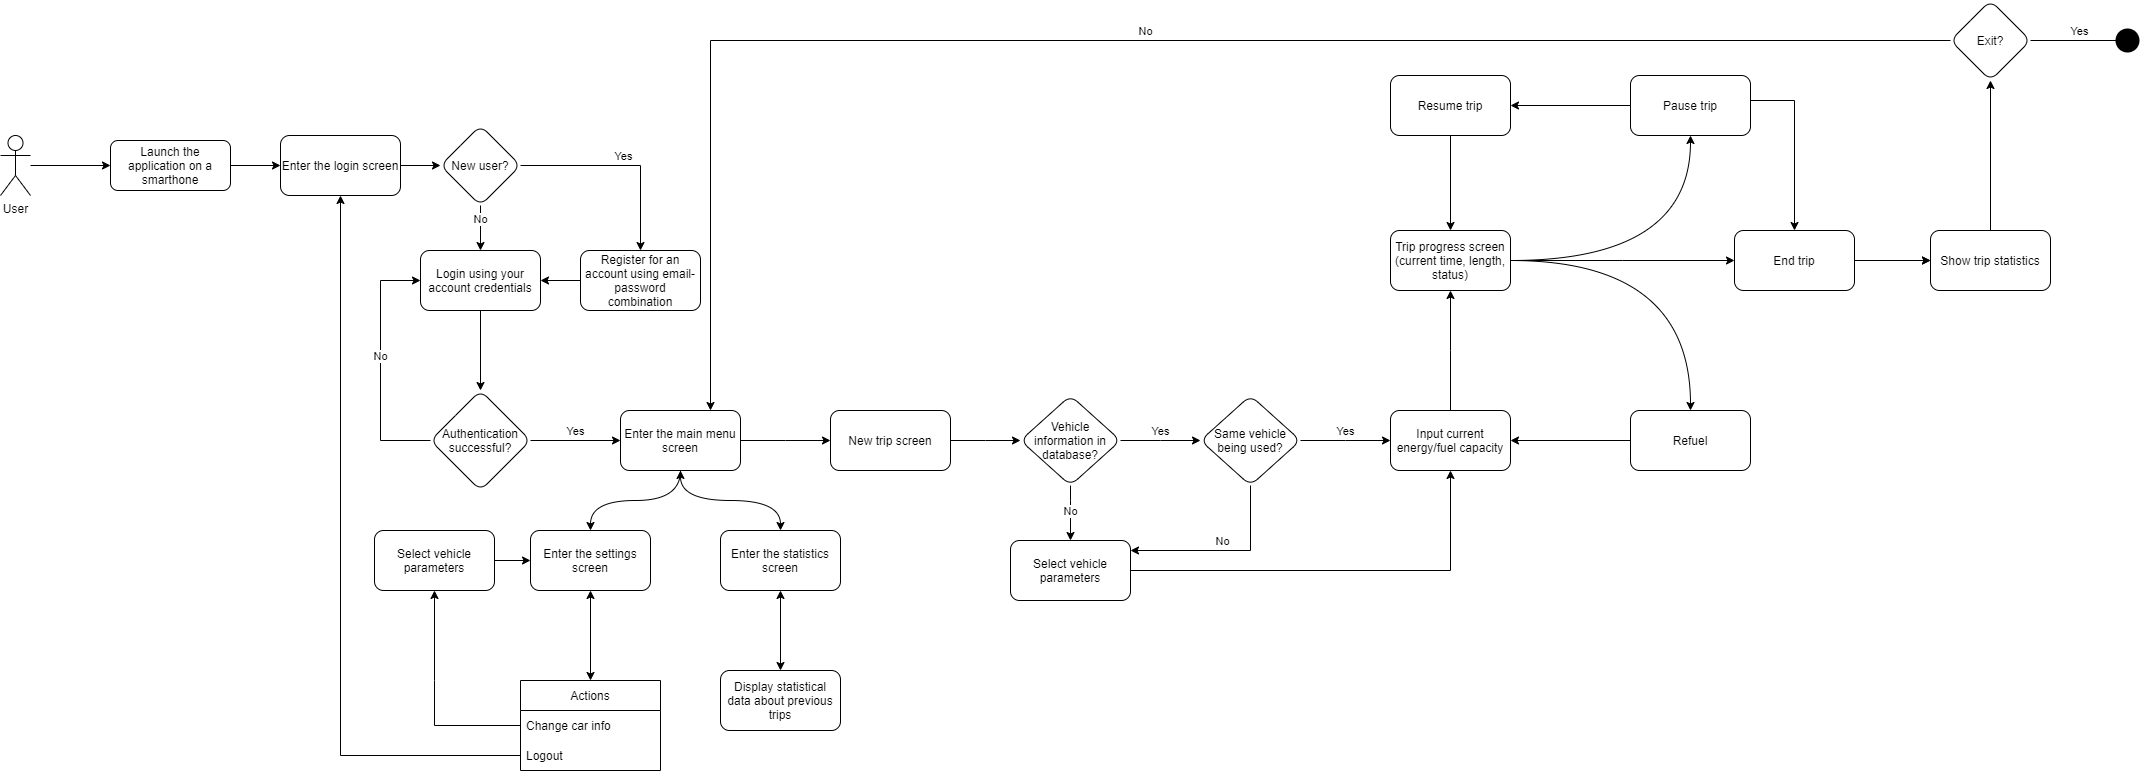 No
Exit?
Yes
Resume trip
Pause trip
User
Launch the
application on a
smarthone
Enter the login screen
New user?
Yes
No
Login using your
account credentials
Register for an
account using email-
password
combination
No
Authentication
successful?
Yes
Enter the main menu
screen
New trip screen
Vehicle
information in
database?
Yes
Same vehicle
being used?
Yes
Input current
energy/fuel capacity
Refuel
Trip progress screen
(current time, length,
status)
End trip
Show trip statistics
No
No
Select vehicle
parameters
Select vehicle
parameters
Enter the settings
screen
Enter the statistics
screen
Actions
Change car info
Logout
Display statistical
data about previous
trips